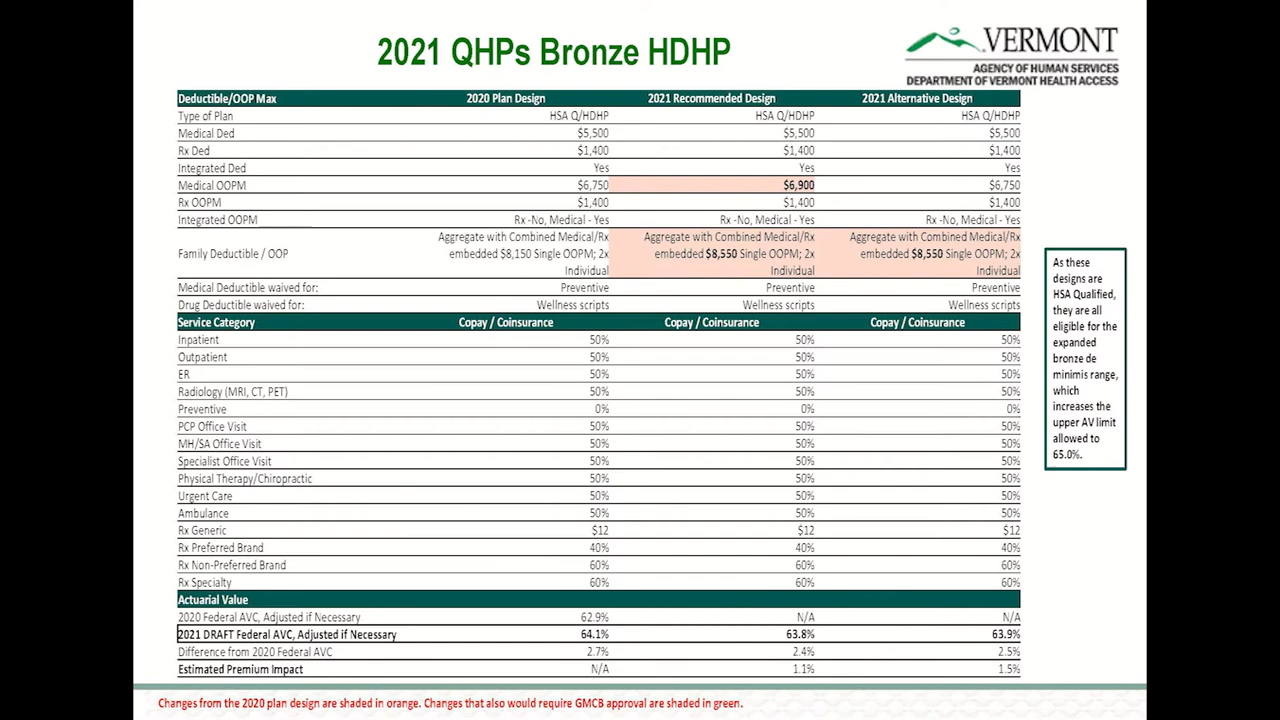 2021 QHPs Bronze HDHP
VERMONT
AGENCY OF HUMAN SERVICES
DEPARTMENT OF VERMONT HEALTH ACCESS
Deductible/OOP Max 2020 Plan Design 2021 Recommended Design 2021 Alternative Design
Type of Plan HSA Q/HDHP HSA Q/HDHP HSA Q/HDHP
Medical Ded $5,500 $5,500 $5,500
Rx Ded $1,400 $1,400 $1,400
Integrated Ded Yes Yes Yes
Medical OOPM $6,750 $6,900 $6,750
Rx OOPM $1,400 $1,400 $1,400
Integrated OOPM Rx -No, Medical - Yes Rx -No, Medical - Yes Rx -No, Medical - Yes
Aggregate with Combined Medical/Rx Aggregate with Combined Medical/Rx Aggregate with Combined Medical/Rx
Family Deductible / OOP embedded $8,150 Single OOPM; 2x embedded $8,550 Single OOPM; 2x embedded $8,550 Single OOPM; 2x
Individual Individual Individual
Medical Deductible waived for: Preventive Preventive Preventive
Drug Deductible waived for: Wellness scripts Wellness scripts Wellness scripts
Service Category Copay / Coinsurance Copay / Coinsurance Copay / Coinsurance
Inpatient 50% 50% 50%
Outpatient 50% 50% 50%
ER 50% 50% 50%
Radiology (MRI, CT, PET) 50% 50% 50%
Preventive 0% 0% 0%
PCP Office Visit 50% 50% 50%
MH/SA Office Visit 50% 50% 50%
Specialist Office Visit 50% 50% 50%
Physical Therapy/Chiropractic 50% 50% 50%
Urgent Care 50% 50% 50%
Ambulance 50% 50% 50%
Rx Generic $12 $12 $12
Rx Preferred Brand 40% 40% 40%
Rx Non-Preferred Brand 60% 60% 60%
Rx Specialty 60% 60% 60%
Actuarial Value
2020 Federal AVC, Adjusted if Necessary 62.9% N/A N/A
2021 DRAFT Federal AVC, Adjusted if Necessary 64.1% 63.8% 63.9%
Difference from 2020 Federal AVC 2.7% 2.4% 2.5%
Estimated Premium Impact N/A 1.1% 1.5%
As these
designs are
HSA Qualified,
they are all
eligible for the
expanded
bronze de
minimis range,
which
increases the
upper AV limit
allowed to
65.0%.
Changes from the 2020 plan design are shaded in orange. Changes that also would require GMCB approval are shaded in green.